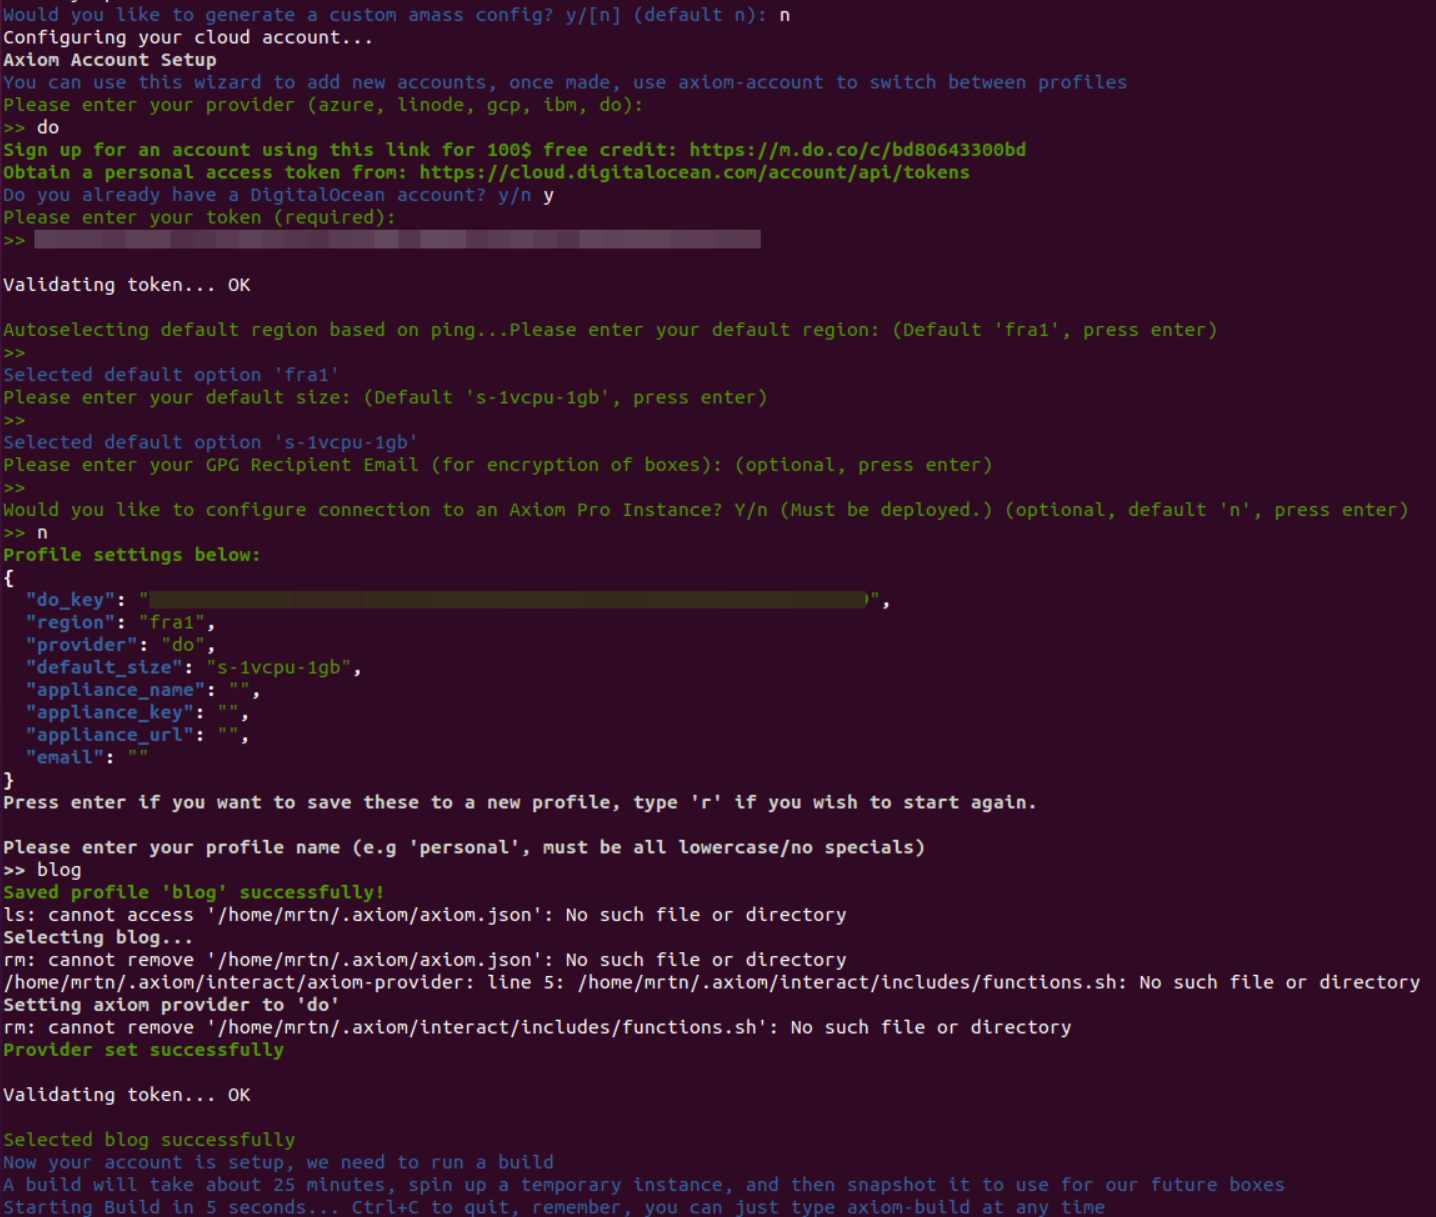 Would you like to generate a custom amass config? y/[n] (default n): n
Configuring your cloud account...
Axiom Account Setup
You can use this wizard to add new accounts, once made, use axiom-account to switch between profiles
Please enter your provider (azure, linode, gcp, ibm, do):
>> do
Sign up for an account using this link for 100$ free credit: https://m.do.co/c/bd80643300bd
Obtain a personal access token from: https://cloud.digitalocean.com/account/api/tokens
Do you already have a DigitalOcean account? y/n y
Please enter your token (required):
>>
Validating token... OK
Autoselecting default region based on ping...Please enter your default region: (Default 'fra1', press enter)
>>
Selected default option 'fra1'
Please enter your default size: (Default 's-1vcpu-1gb', press enter)
>>
Selected default option 's-1vcpu-1gb'
Please enter your GPG Recipient Email (for encryption of boxes): (optional, press enter)
>>
Would you like to configure connection to an Axiom Pro Instance? Y/n (Must be deployed.) (optional, default 'n', press enter)
>> n
Profile settings below:
{
"do_key": "",
"region": "fra1",
"provider": "do",
"default_size": "s-1vcpu-1gb",
"appliance_name": "",
"appliance_key": "",
"appliance_url": "",
"email": ""
}
Press enter if you want to save these to a new profile, type 'r' if you wish to start again.
Please enter your profile name (e.g 'personal', must be all lowercase/no specials)
>> blog
Saved profile 'blog' successfully!
ls: cannot access '/home/mrtn/.axiom/axiom.json': No such file or directory
Selecting blog...
rm: cannot remove '/home/mrtn/.axiom/axiom.json': No such file or directory
/home/mrtn/.axiom/interact/axiom-provider: line 5: /home/mrtn/.axiom/interact/includes/functions.sh: No such file or directory
Setting axiom provider to 'do'
rm: cannot remove '/home/mrtn/.axiom/interact/includes/functions.sh': No such file or directory
Provider set successfully
Validating token... OK
Selected blog successfully
Now your account is setup, we need to run a build
A build will take about 25 minutes, spin up a temporary instance, and then snapshot it to use for our future boxes
Starting Build in 5 seconds... Ctrl+C to quit, remember, you can just type axiom-build at any time